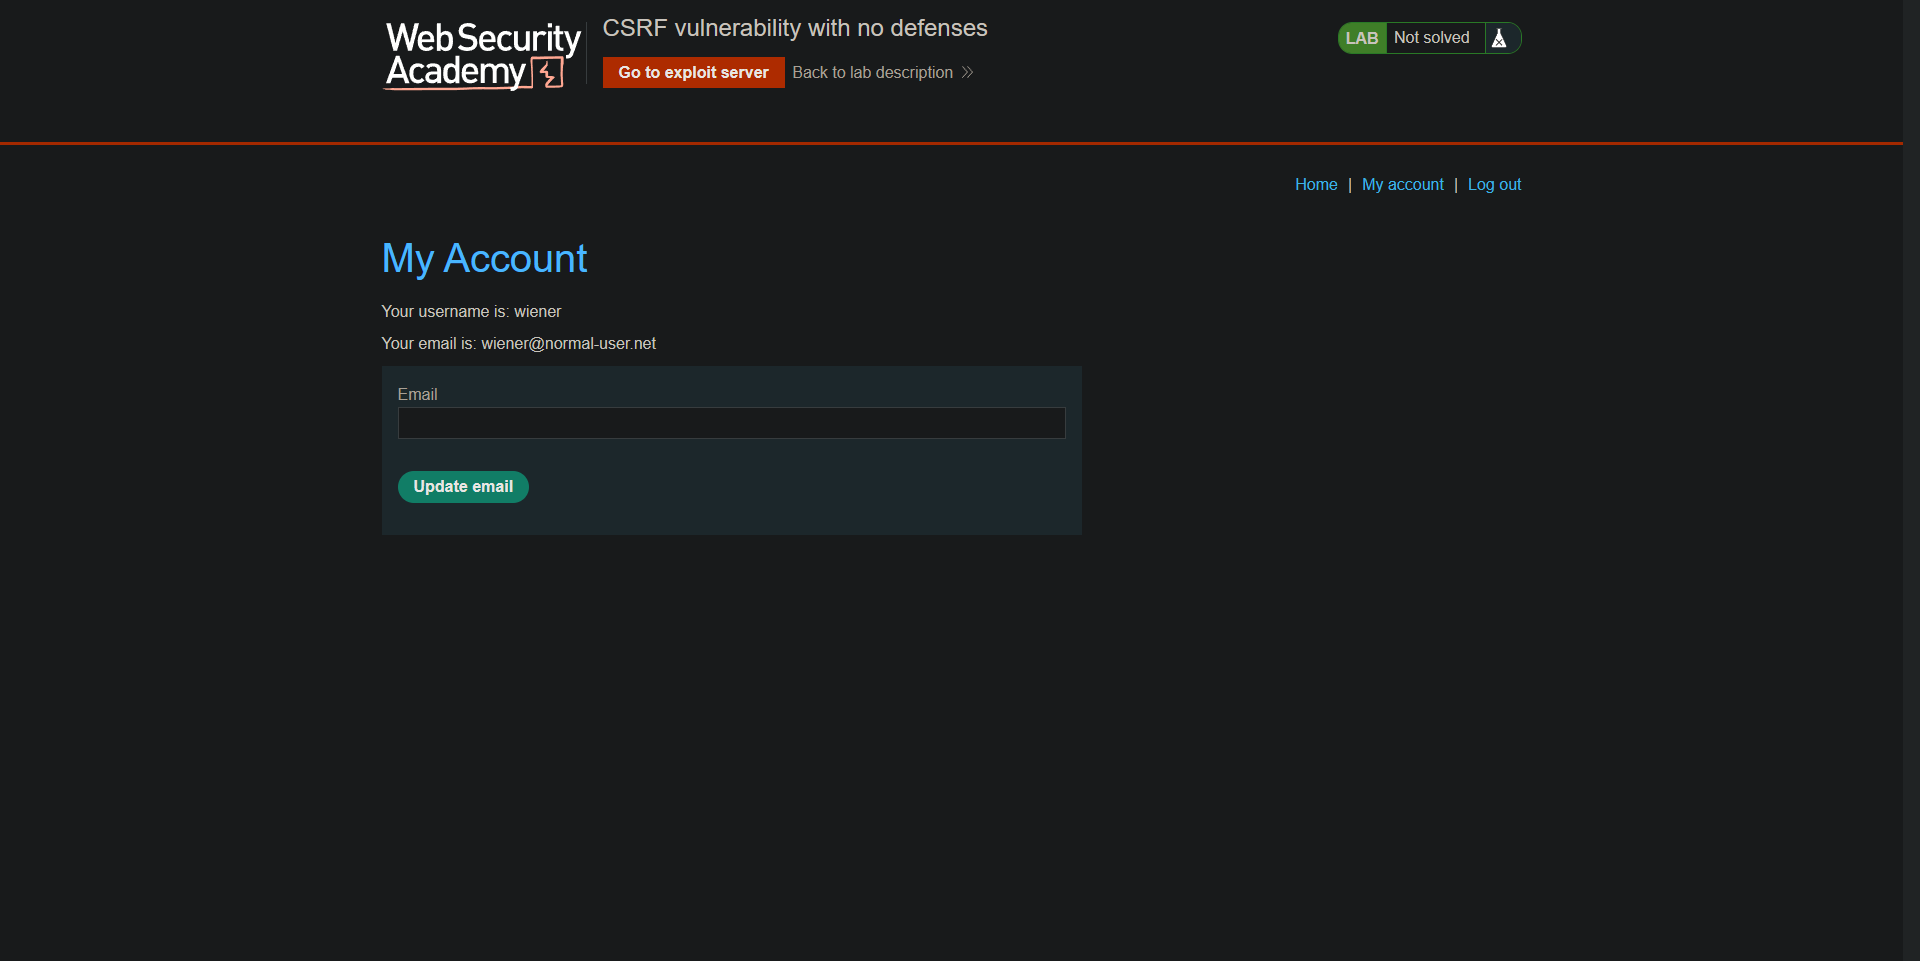 Web Security
Academy
CSRF vulnerability with no defenses
Go to exploit server
Back to lab description
LAB
Not solved
Home | My account | Log out
My Account
Your username is: wiener
Your email is: wiener@normal-user.net
Email
Update email